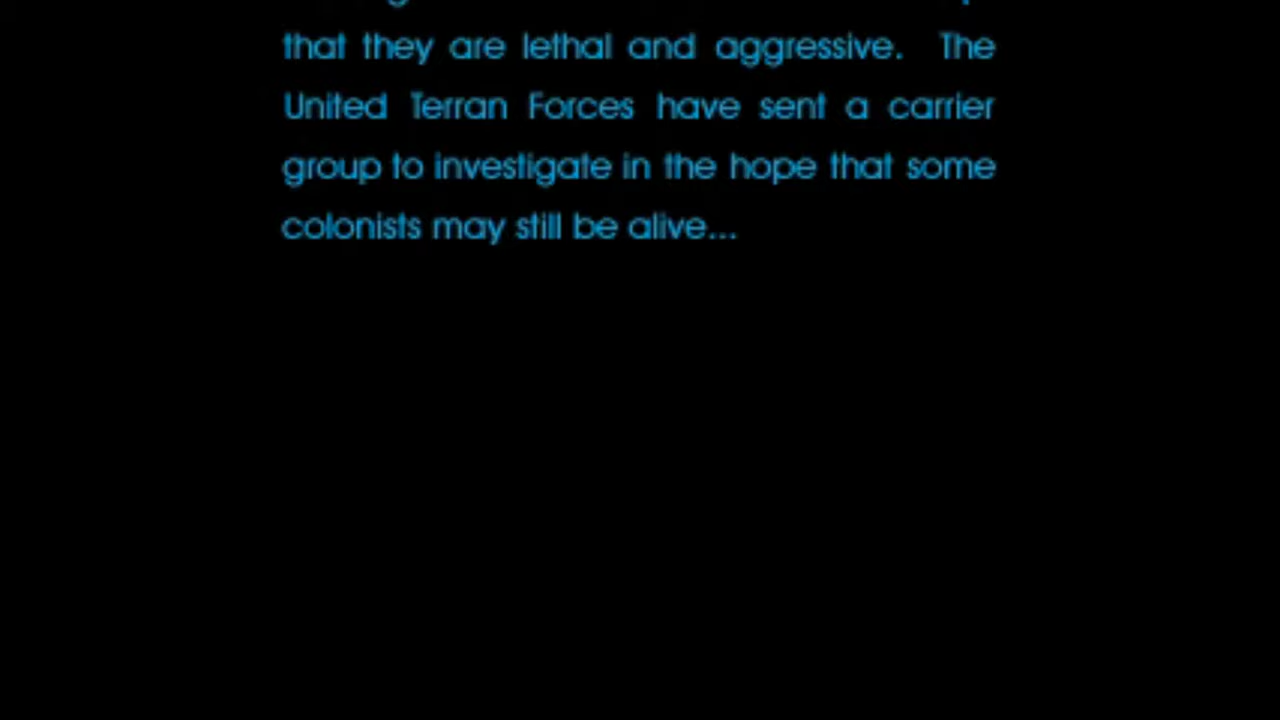 that they are lethal and aggressive. The
United Terran Forces have sent a carrier
group to investigate in the hope that some
colonists may still be alive...